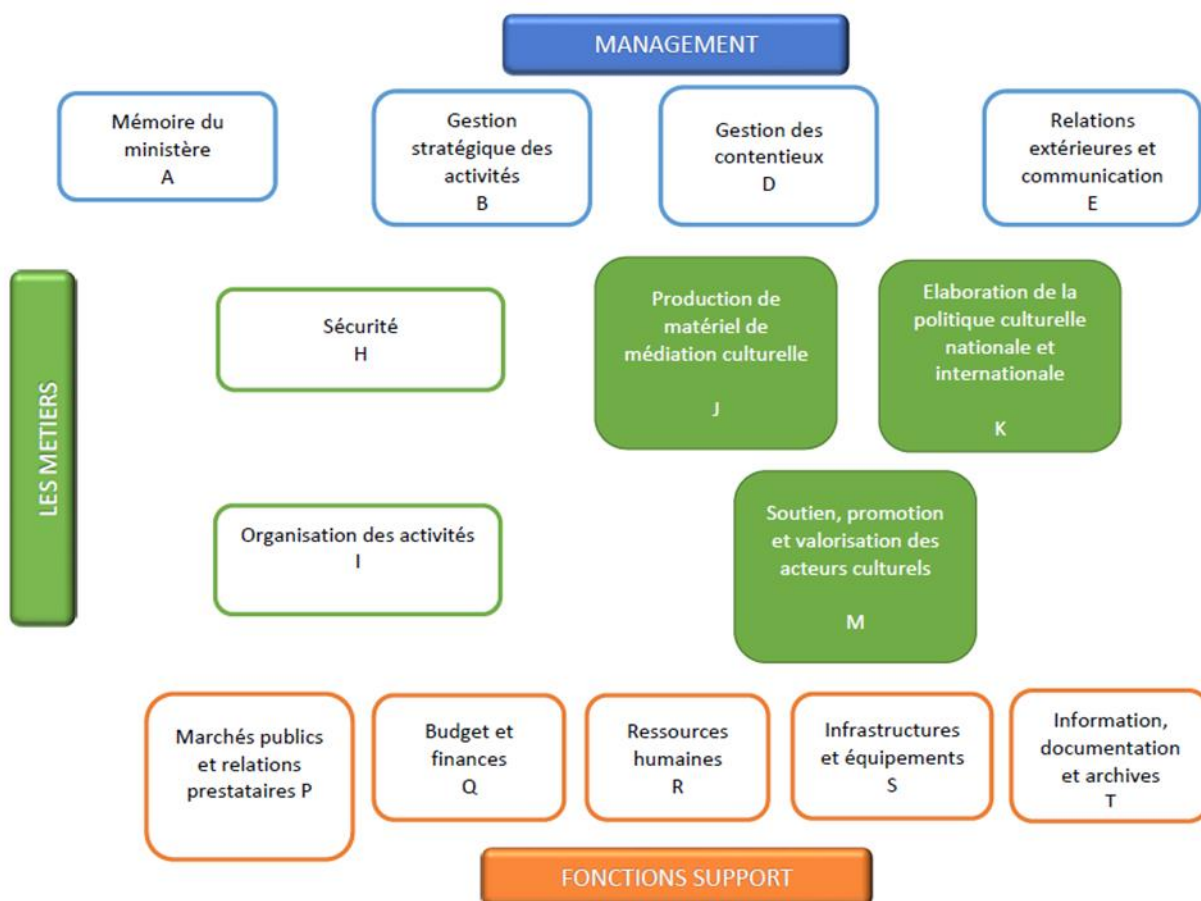 MANAGEMENT
Mémoire du
ministère
A
Gestion
stratégique des
activités
B
Gestion des
contentieux
D
Relations
extérieures et
communication
E
LES METIERS
Sécurité
H
Production de
matériel de
médiation culturelle
J
Elaboration de la
politique culturelle
nationale et
internationale
K
Organisation des activités
I
Soutien, promotion
et valorisation des
acteurs culturels
M
Marchés publics
et relations
prestataires P
Budget et
finances
Q
Ressources
humaines
R
Infrastructures
et équipements
S
Information,
documentation
et archives
T
FONCTIONS SUPPORT